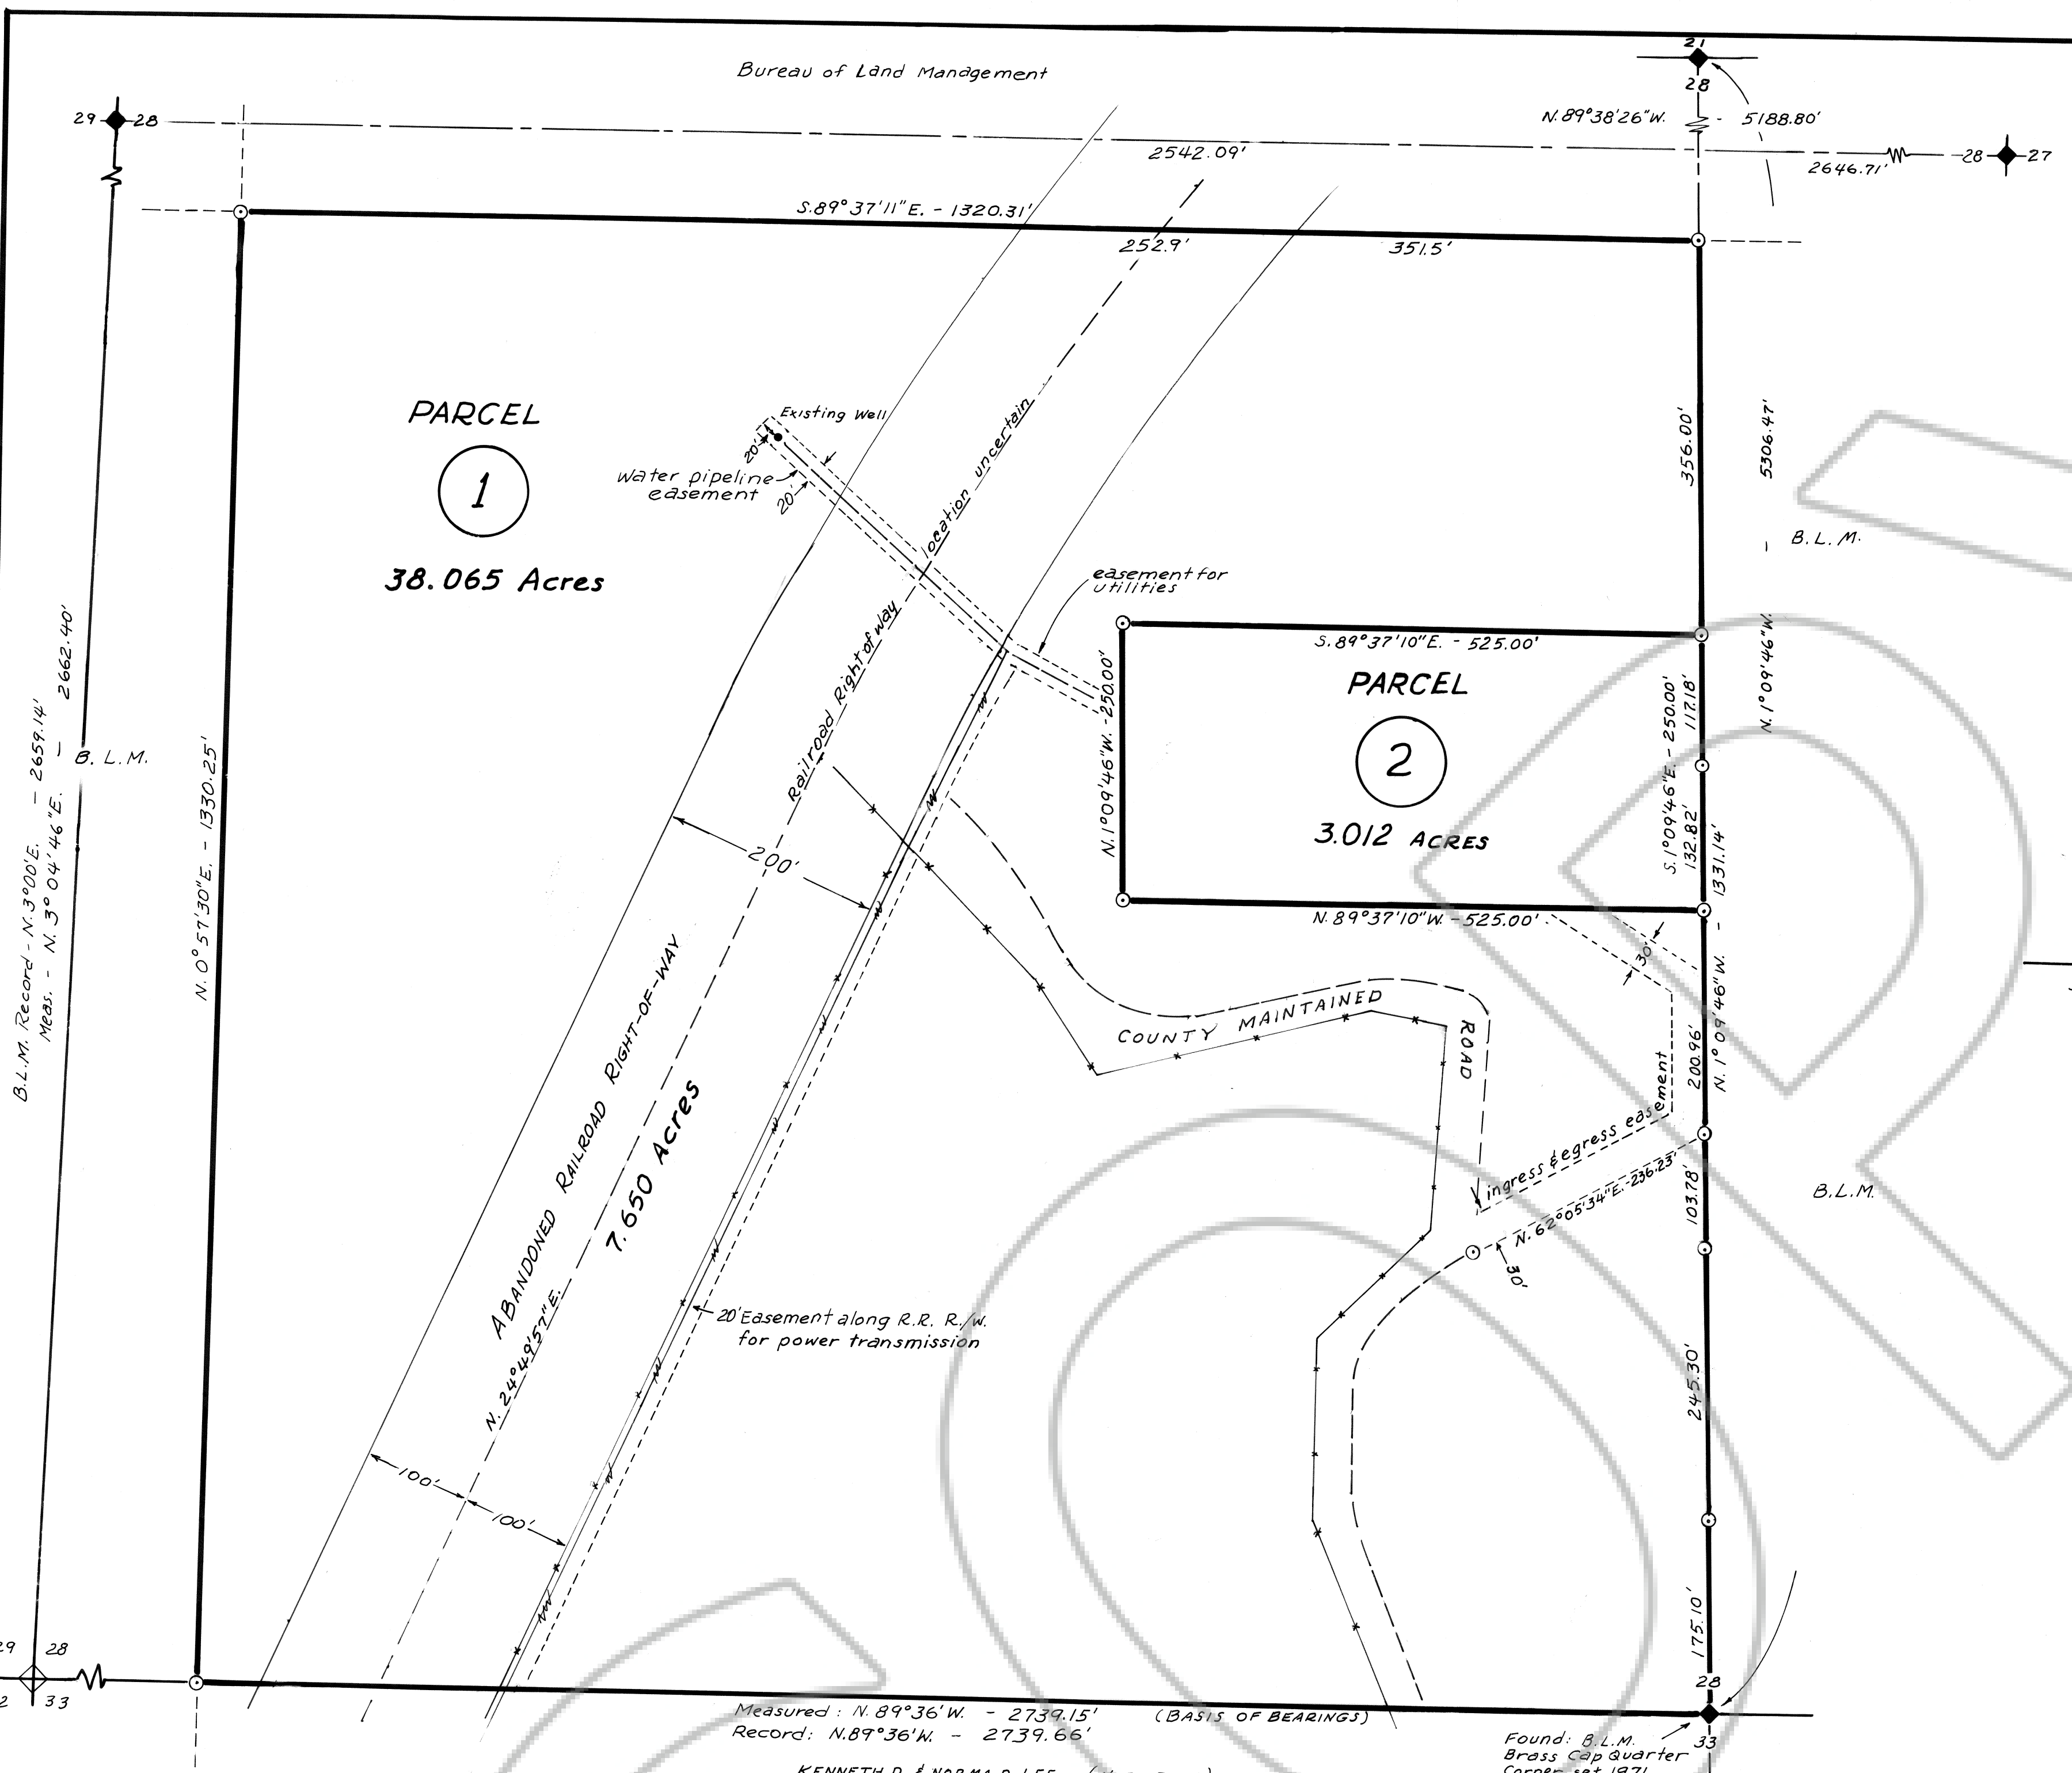 21
Bureau of Land Management
28
29 28
N. 89°38'26"W. - 5188.80'
2542.09'
28 27
2646.71'
S. 89°37'11"E. - 1320.31'
252.9'
351.5'
PARCEL
1
38.065 Acres
Existing Well
20'
Water pipeline
easement
20'
location uncertain
Railroad Right of Way
easement for
utilities
356.00'
N. 1°09'46"W. - 5306.47'
B.L.M.
S. 89°37'10"E. - 525.00'
PARCEL
2
3.012 ACRES
N. 1°09'46"W. - 250.00'
S. 1°09'46"E. - 250.00'
117.18'
132.82'
N. 89°37'10"W. - 525.00'
N. 1°09'46"W. - 1331.14'
B.L.M. Record - N. 3°00'E. - 2659.14'
Meas. - N. 3°04'46"E. - 2662.40'
B.L.M.
N. 0°57'30"E. - 1330.25'
200'
30'
COUNTY MAINTAINED
ROAD
200.96'
ingress & egress easement
N. 62°05'34"E. - 236.23'
30'
103.78'
B.L.M.
ABANDONED RAILROAD RIGHT-OF-WAY
7.650 Acres
N. 24°49'57"E.
20' Easement along R.R. R/W.
for power transmission
100'
100'
245.30'
175.10'
29 28
33
28
Measured: N. 89°36'W. - 2739.15' (BASIS OF BEARINGS)
Record: N. 89°36'W. - 2739.66'
33
Found: B.L.M.
Brass Cap Quarter
Corner set 1971